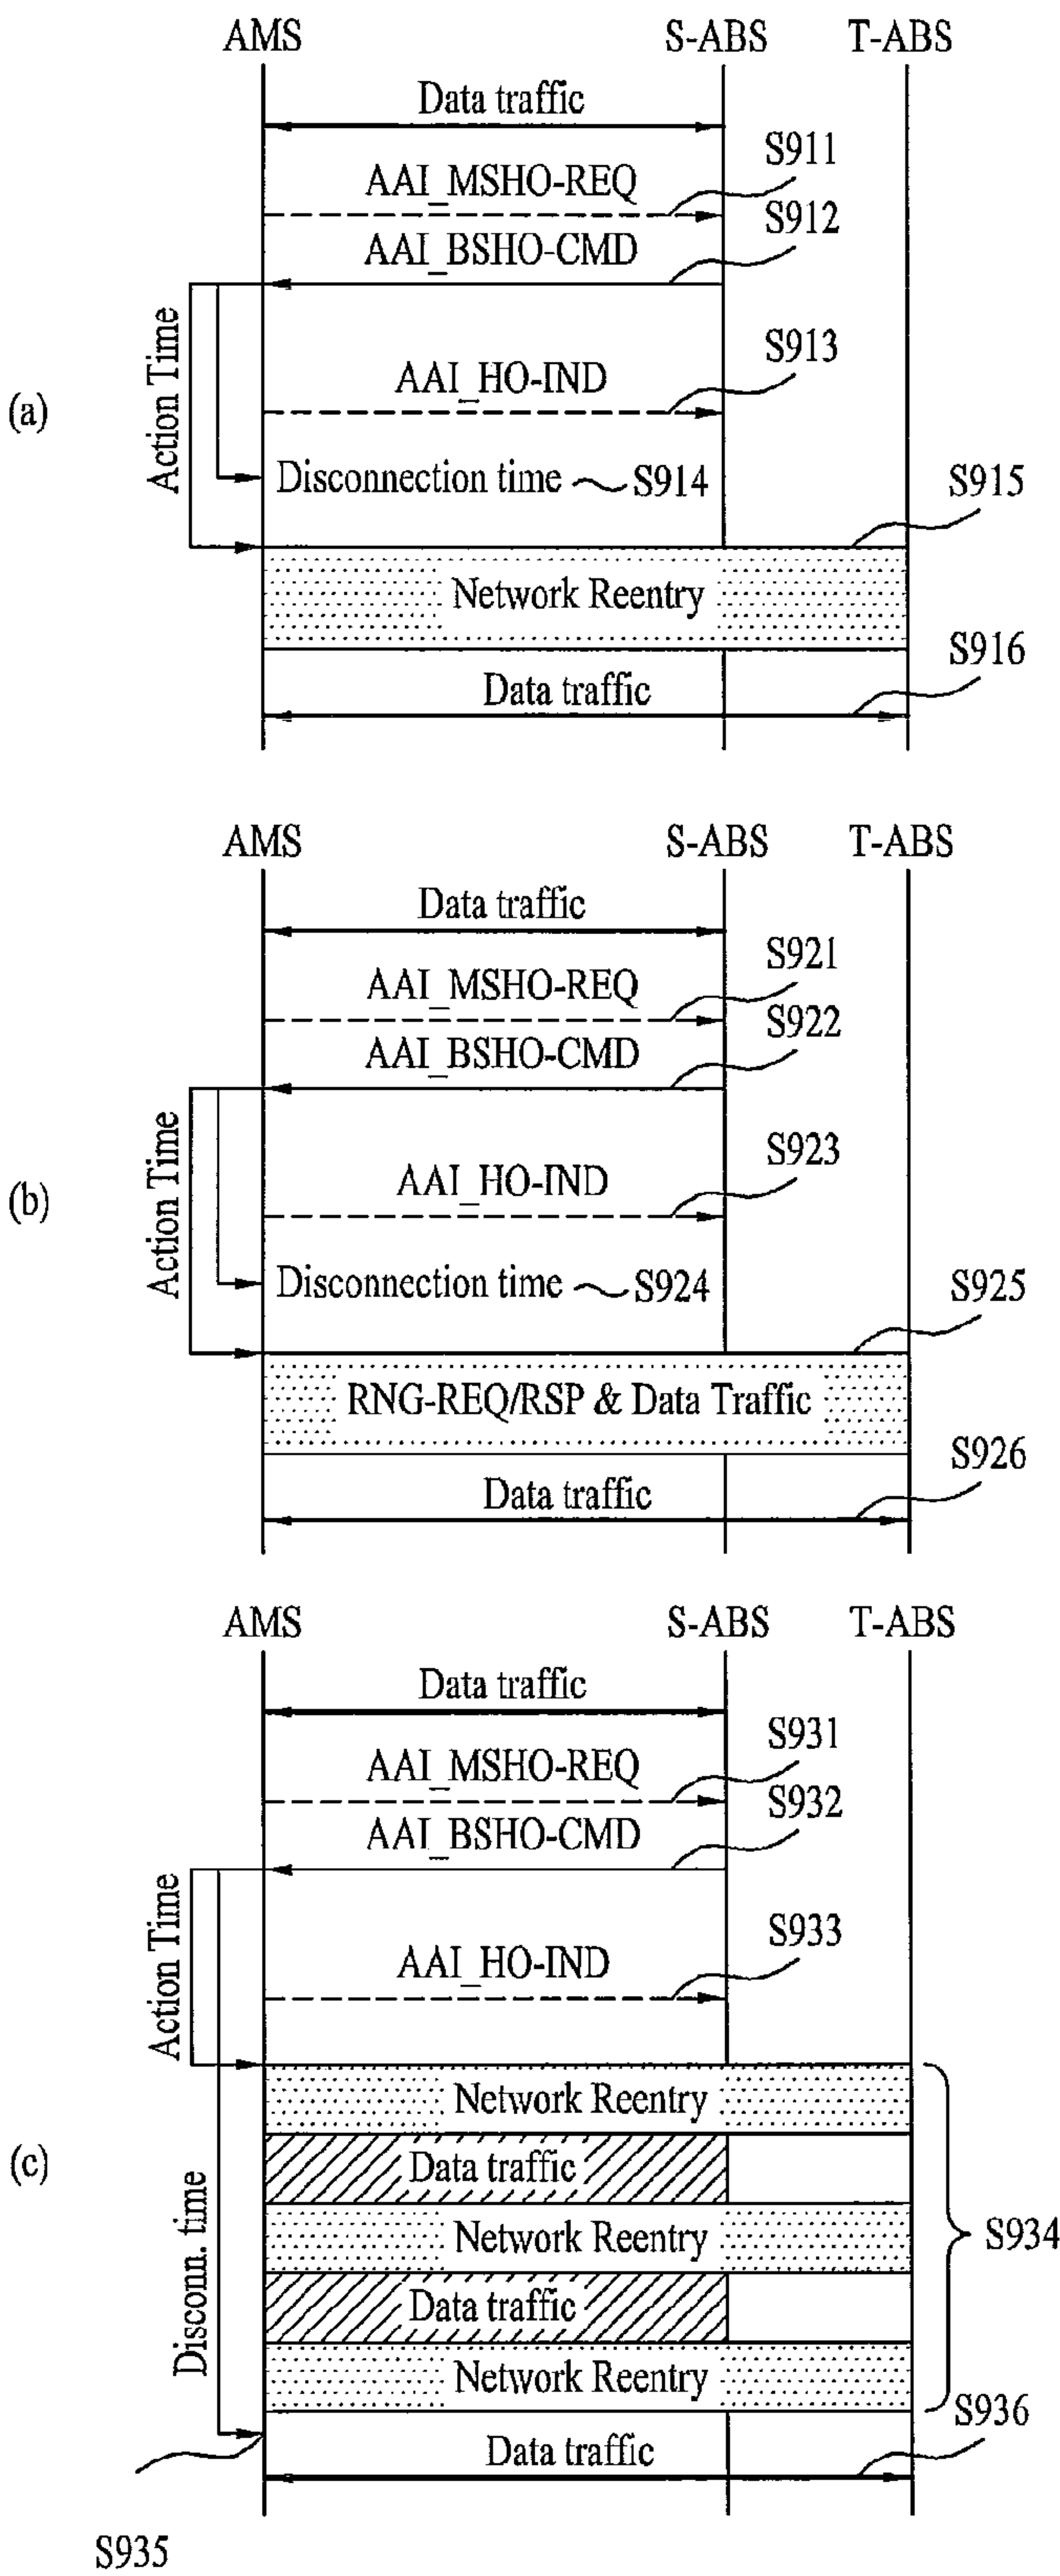 AMS S-ABS T-ABS
Data traffic
S911
AAI_MSHO-REQ
S912
AAI_BSHO-CMD
S913
Action Time
AAI_HO-IND
(a)
Disconnection time S914
S915
Network Reentry
S916
Data traffic
AMS S-ABS T-ABS
Data traffic
S921
AAI_MSHO-REQ
S922
AAI_BSHO-CMD
S923
Action Time
AAI_HO-IND
(b)
Disconnection time S924
S925
RNG-REQ/RSP & Data Traffic
S926
Data traffic
AMS S-ABS T-ABS
Data traffic
S931
AAI_MSHO-REQ
S932
AAI_BSHO-CMD
S933
Action Time
AAI_HO-IND
Network Reentry
(c)
Data traffic
Disconn. time
Network Reentry
S934
Data traffic
Network Reentry
S936
Data traffic
S935